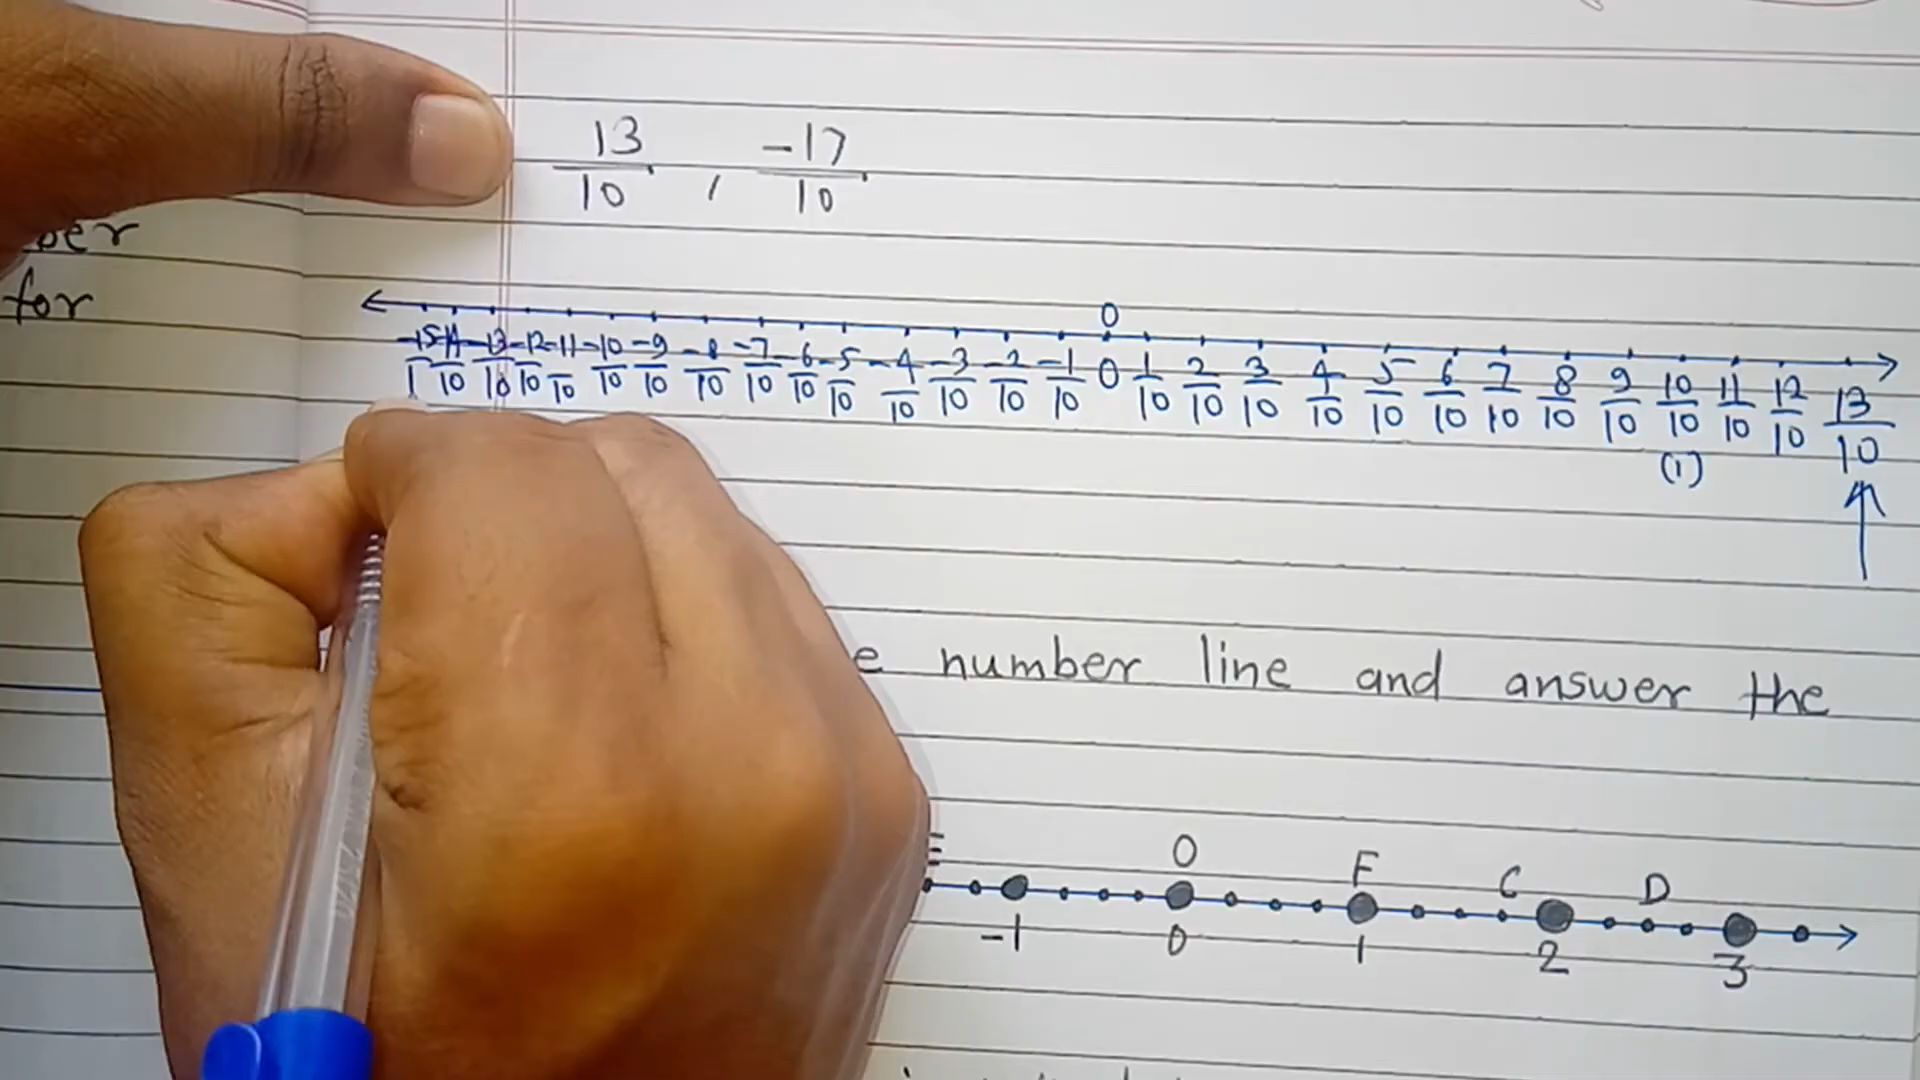 13/10 , -17/10
for
0
-15/1 -14/10 -13/10 -12/10 -11/10 -10/10 -9/10 -8/10 -7/10 -6/10 -5/10 -4/10 -3/10 -2/10 -1/10 0 1/10 2/10 3/10 4/10 5/10 6/10 7/10 8/10 9/10 10/10 11/10 12/10 13/10
(1)
number line and answer the
O F C D
-1 0 1 2 3